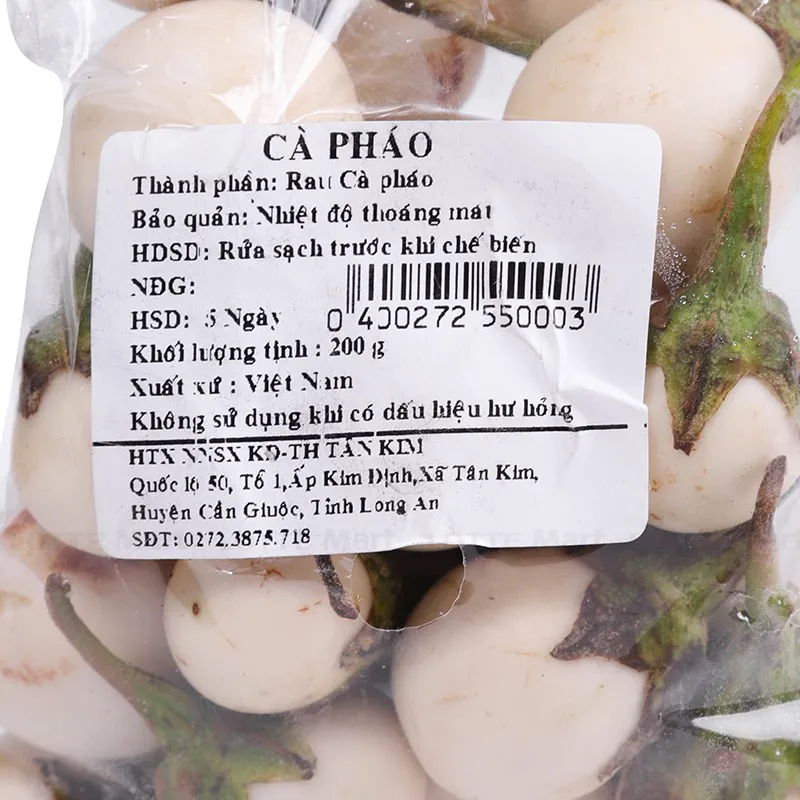 CÀ PHÁO
Thành phần: Rau Cà pháo
Bảo quản: Nhiệt độ thoáng mát
HDSD: Rửa sạch trước khi chế biến
NĐG:
HSD: 5 Ngày
0 400272 550003
Khối lượng tịnh : 200 g
Xuất xứ : Việt Nam
Không sử dụng khi có dấu hiệu hư hỏng
HTX NNSX KD-TH TÂN KIM
Quốc lộ 50, Tổ 1,Ấp Kim Định,Xã Tân Kim,
Huyện Cần Giuộc, Tỉnh Long An
SĐT: 0272.3875.718